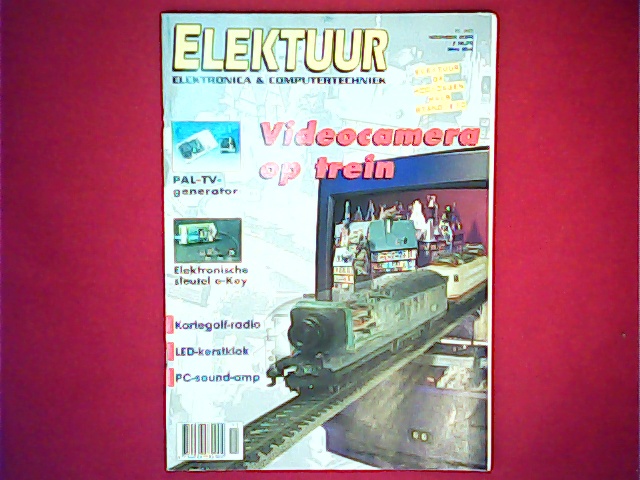 ELEKTUUR
ELEKTRONICA & COMPUTERTECHNIEK
Videocamera
op trein
PAL-TV-
generator
Elektronische
sleutel e-Key
Kortegolf-radio
LED-kerstklok
PC-sound-amp